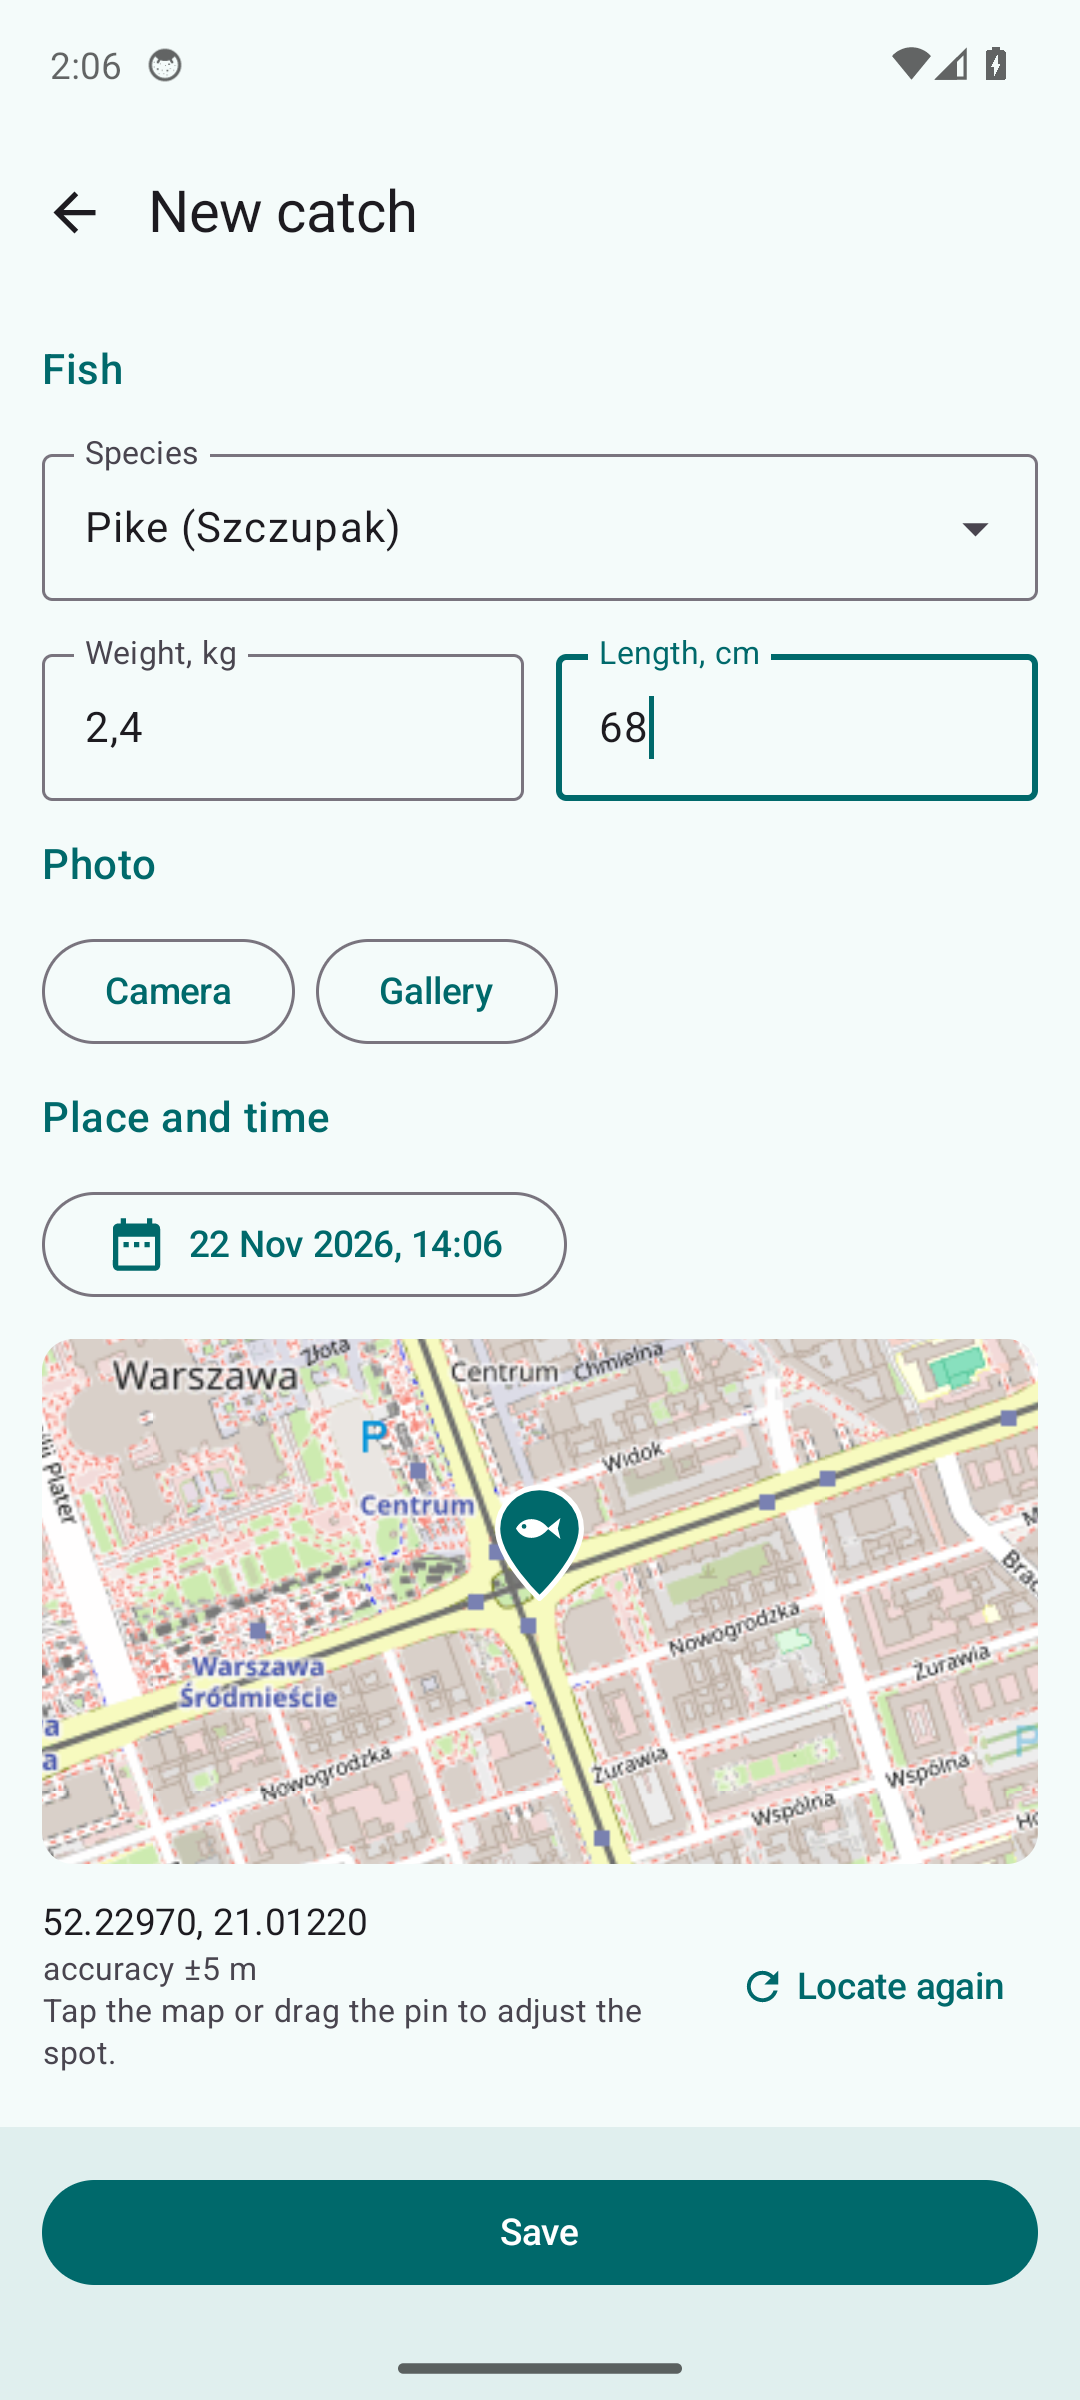 2:06
New catch
Fish
Species
Pike (Szczupak)
Weight, kg
Length, cm
2,4
68
Photo
Camera
Gallery
Place and time
22 Nov 2026, 14:06
Złota
Warszawa
Centrum
Chmielna
P
Widok
Plater
Centrum
Nowogrodzka
Warszawa
Śródmieście
Żurawia
a
a
Nowogrodzka
Żurawia
Wspólna
P
Wspólna
52.22970, 21.01220
accuracy ±5 m
Tap the map or drag the pin to adjust the
spot.
Locate again
Save